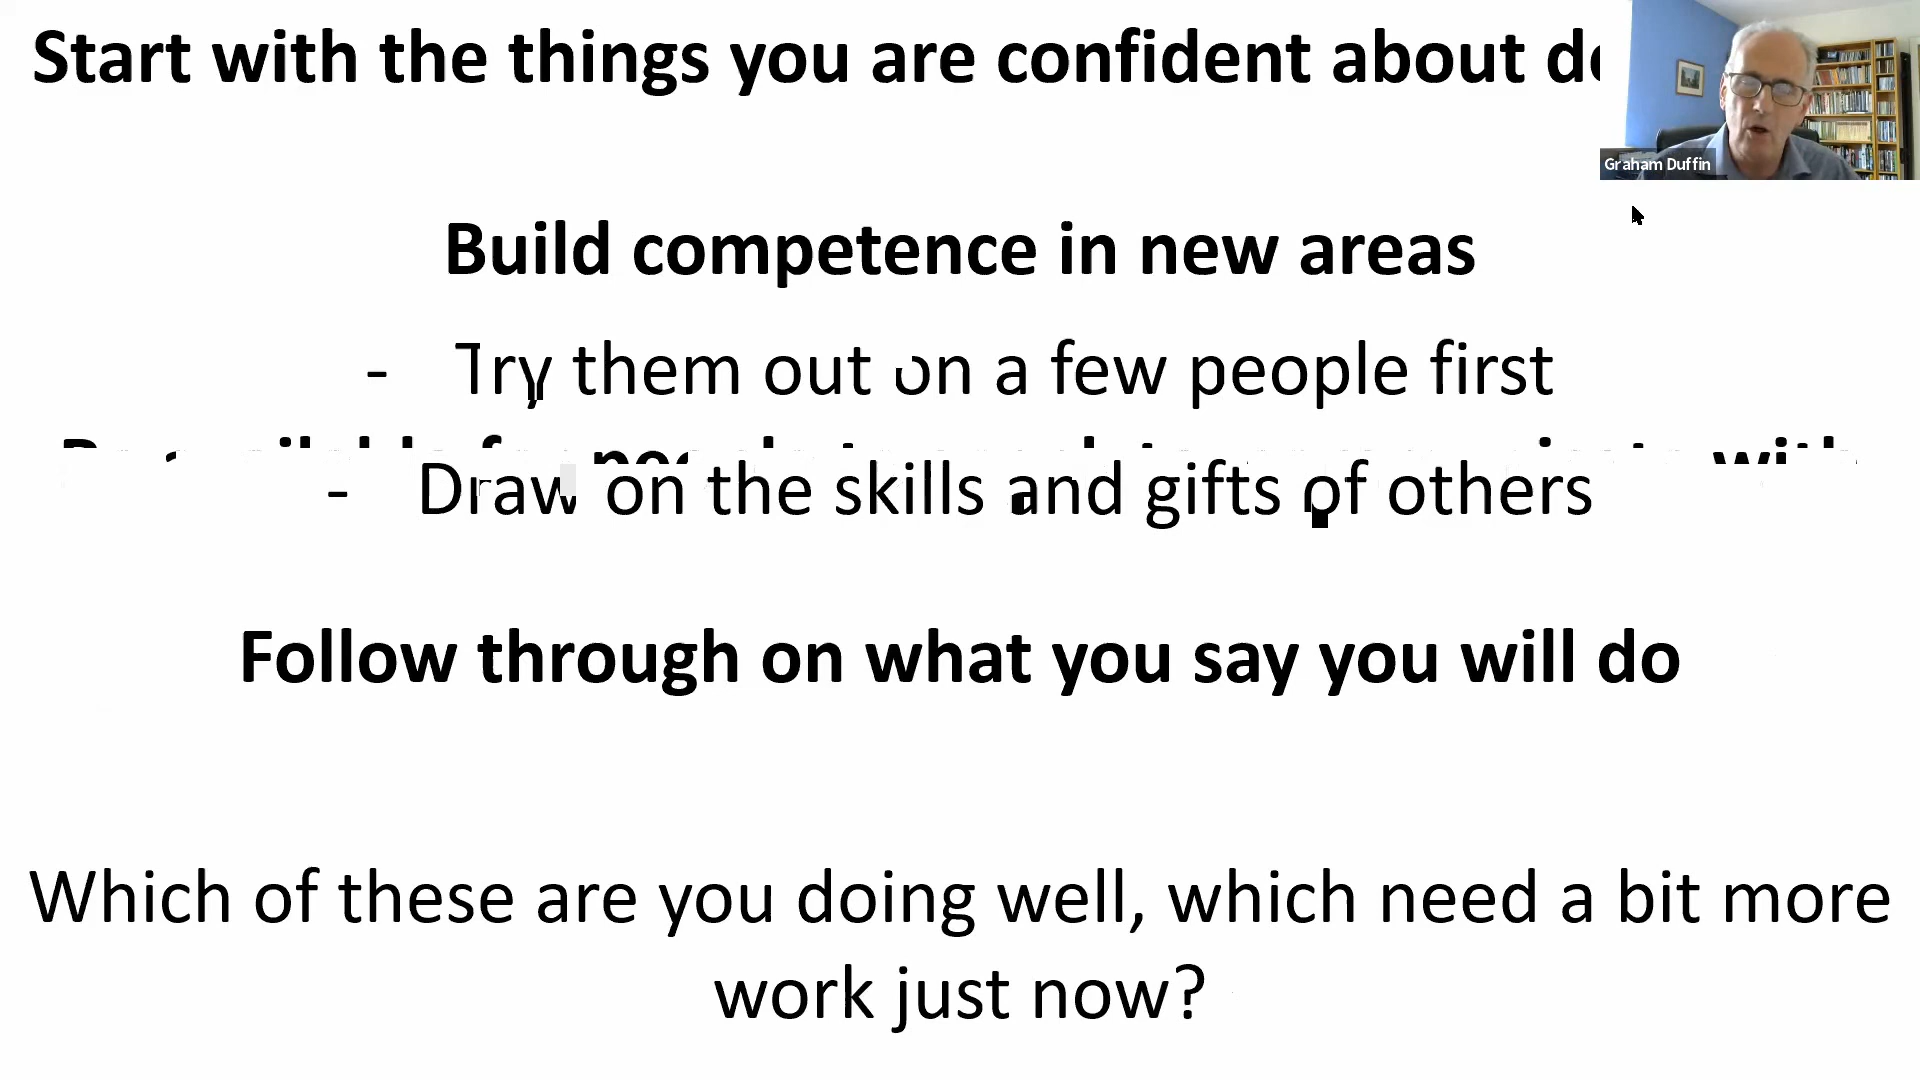 Start with the things you are confident about
Graham Duffin
Build competence in new areas
- Try them out on a few people first
- Draw on the skills and gifts of others
Follow through on what you say you will do
Which of these are you doing well, which need a bit more
work just now?